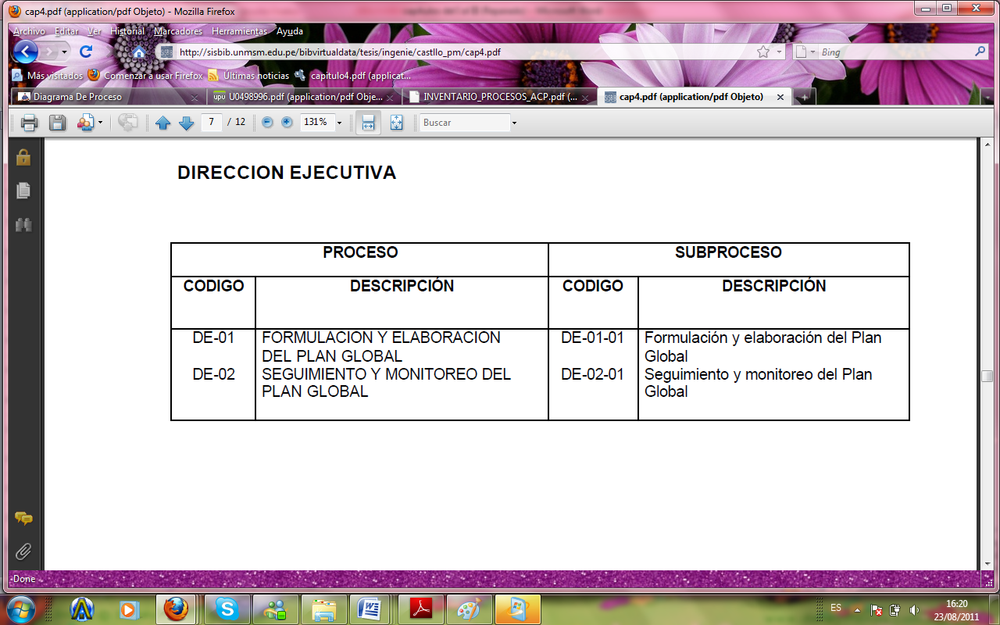 cap4.pdf (application/pdf Objeto) - Mozilla Firefox
Archivo Editar Ver Historial Marcadores Herramientas Ayuda
http://sisbib.unmsm.edu.pe/bibvirtualdata/tesis/ingenie/castllo_pm/cap4.pdf
Bing
Más visitados Comenzar a usar Firefox Últimas noticias capitulo4.pdf (applicat...
Diagrama De Proceso
upv U0498996.pdf (application/pdf Obje...
INVENTARIO_PROCESOS_ACP.pdf (...
cap4.pdf (application/pdf Objeto)
7 / 12 131% Buscar
DIRECCION EJECUTIVA
PROCESO SUBPROCESO
CODIGO DESCRIPCIÓN CODIGO DESCRIPCIÓN
DE-01 FORMULACION Y ELABORACION DE-01-01 Formulación y elaboración del Plan
DEL PLAN GLOBAL Global
DE-02 SEGUIMIENTO Y MONITOREO DEL DE-02-01 Seguimiento y monitoreo del Plan
PLAN GLOBAL Global
Done
ES 16:20
23/08/2011